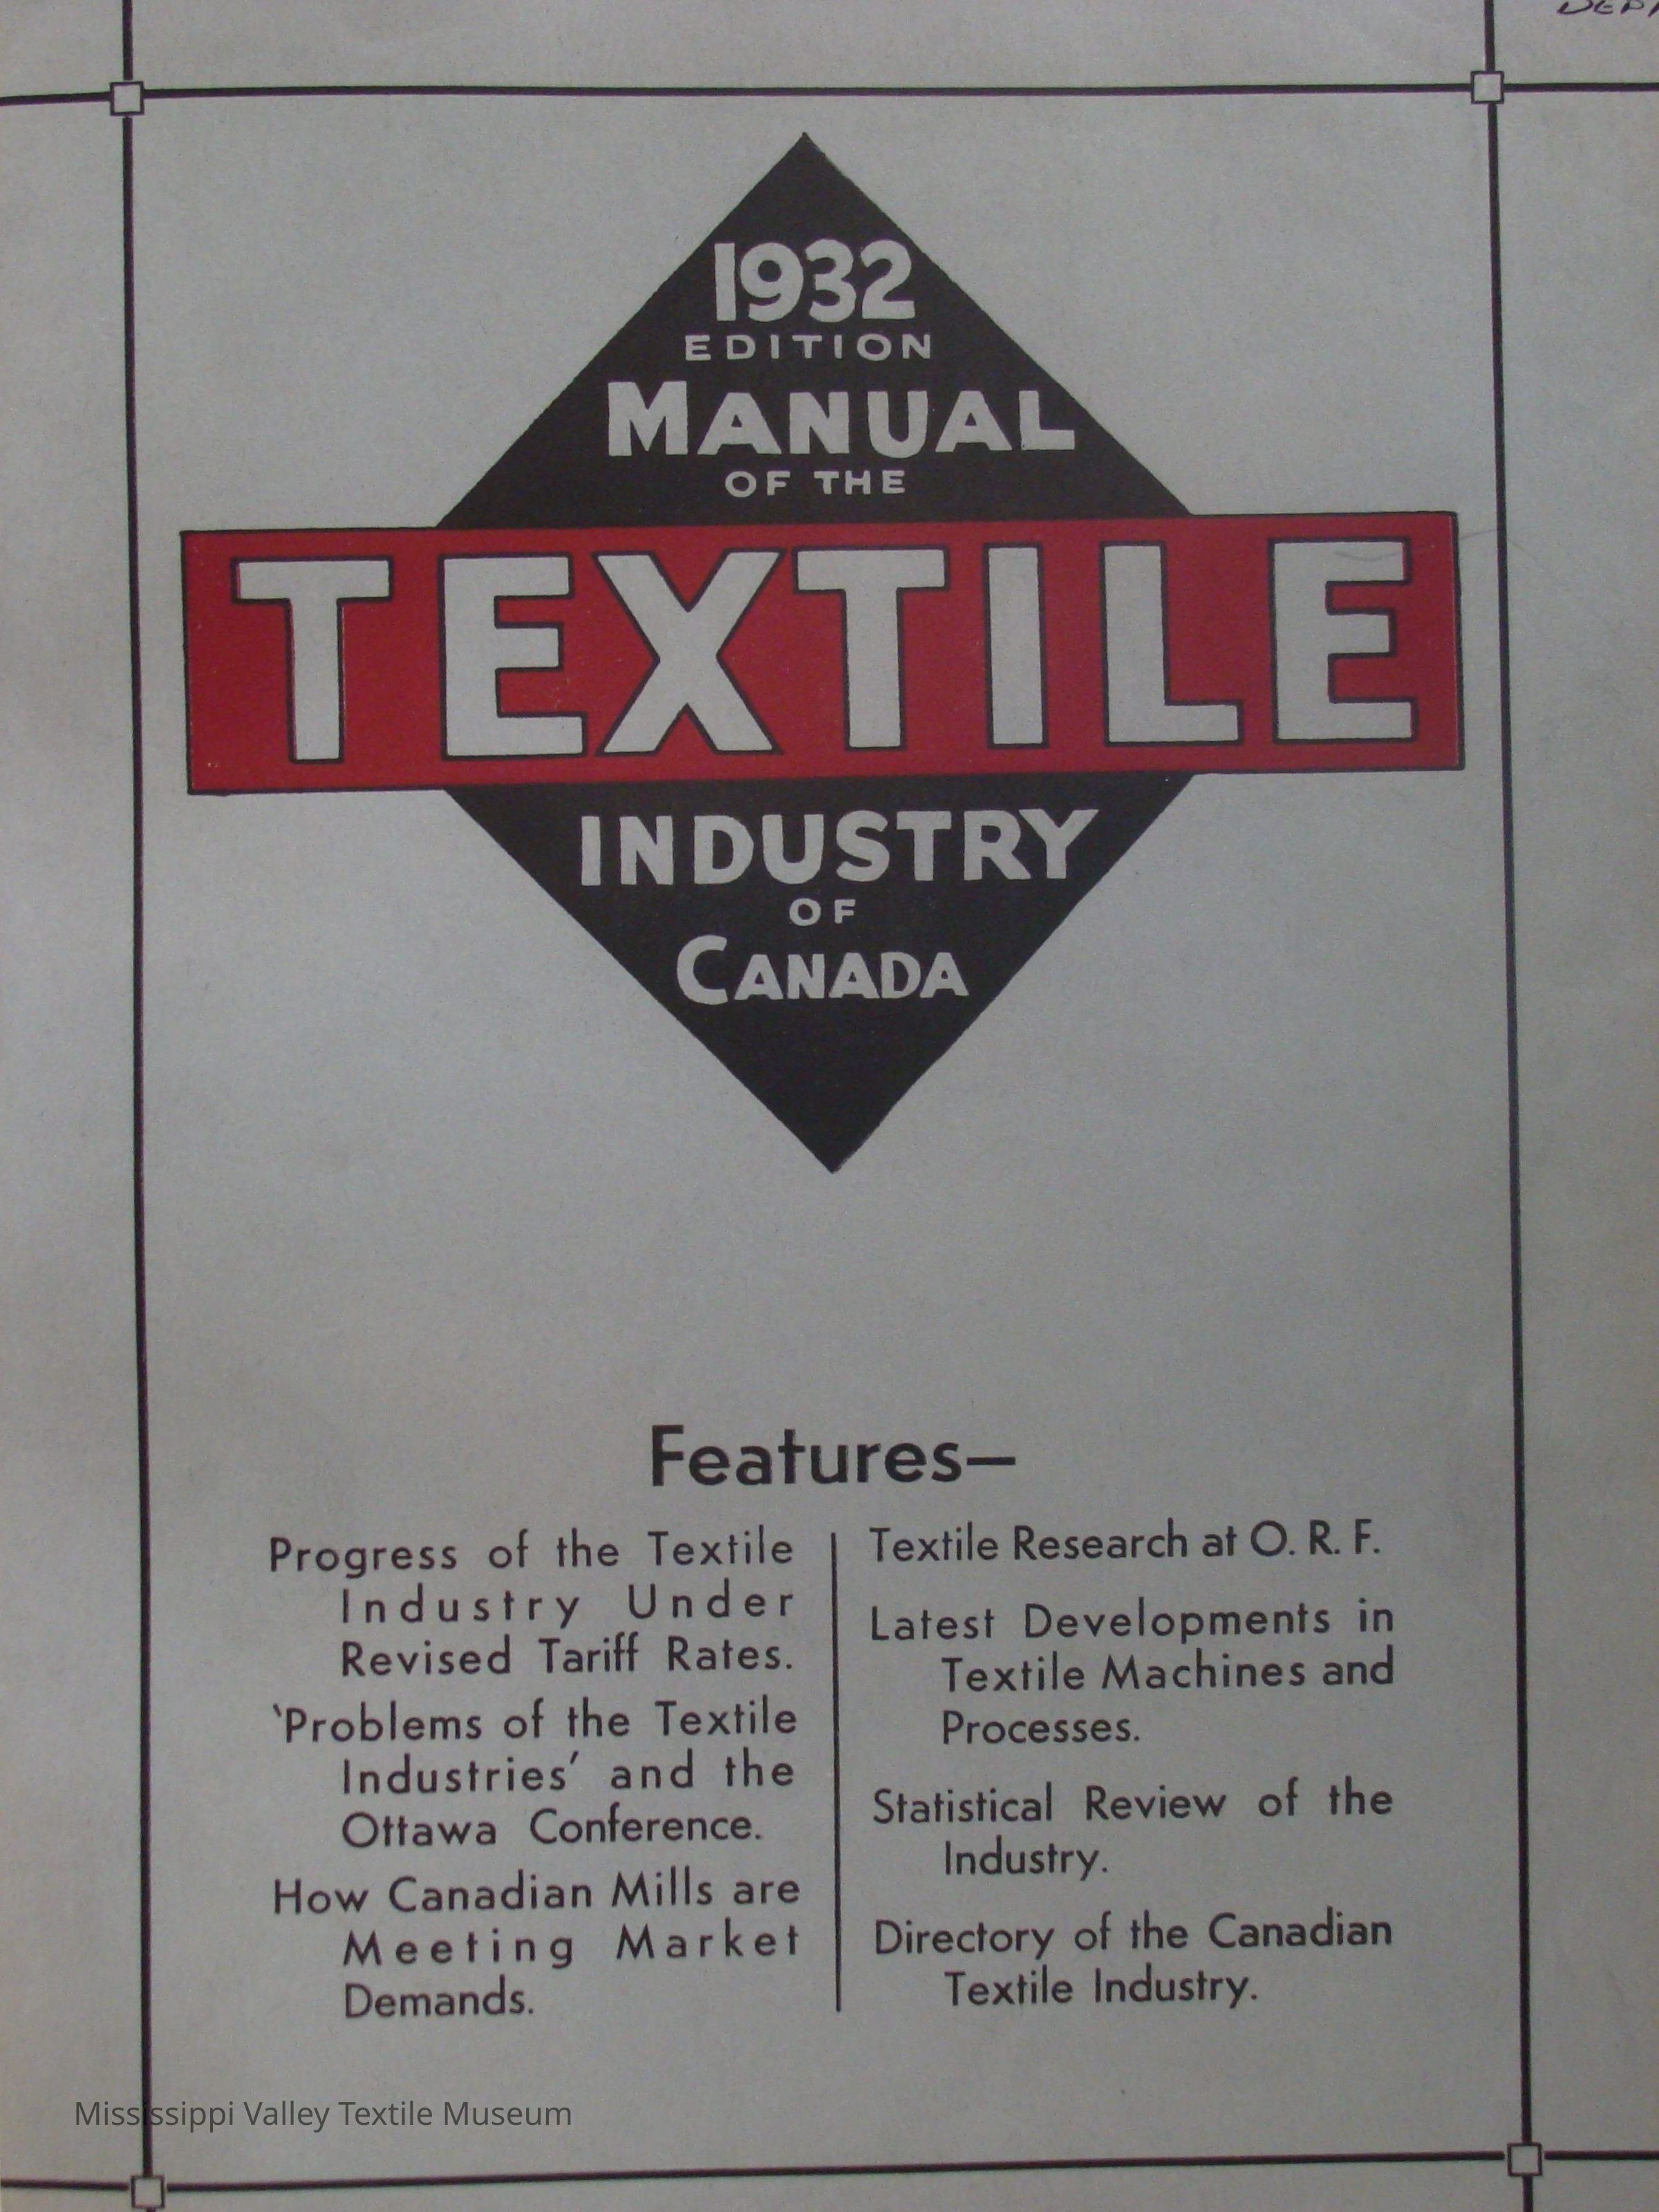 1932
EDITION
MANUAL
OF THE
TEXTILE
INDUSTRY
OF
CANADA
Features—
Progress of the Textile
Industry Under
Revised Tariff Rates.
‘Problems of the Textile
Industries’ and the
Ottawa Conference.
How Canadian Mills are
Meeting Market
Demands.
Textile Research at O. R. F.
Latest Developments in
Textile Machines and
Processes.
Statistical Review of the
Industry.
Directory of the Canadian
Textile Industry.
Mississippi Valley Textile Museum